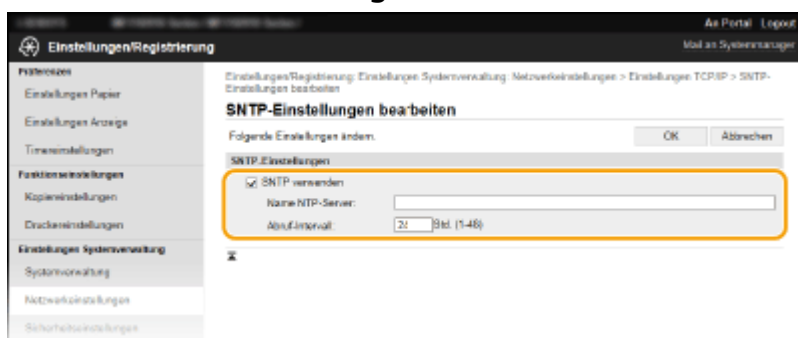 An Portal Logout
Einstellungen/Registrierung
Mail an Systemmanager
Präferenzen
Einstellungen Papier
Einstellungen Anzeige
Timereinstellungen
Funktionseinstellungen
Kopiereinstellungen
Druckereinstellungen
Einstellungen Systemverwaltung
Systemverwaltung
Netzwerkeinstellungen
Sicherheitseinstellungen
Einstellungen/Registrierung: Einstellungen Systemverwaltung: Netzwerkeinstellungen > Einstellungen TCP/IP > SNTP-
Einstellungen bearbeiten
SNTP-Einstellungen bearbeiten
Folgende Einstellungen ändern.
OK
Abbrechen
SNTP-Einstellungen
SNTP verwenden
Name NTP-Server:
Abruf-Intervall:
Std. (1-48)